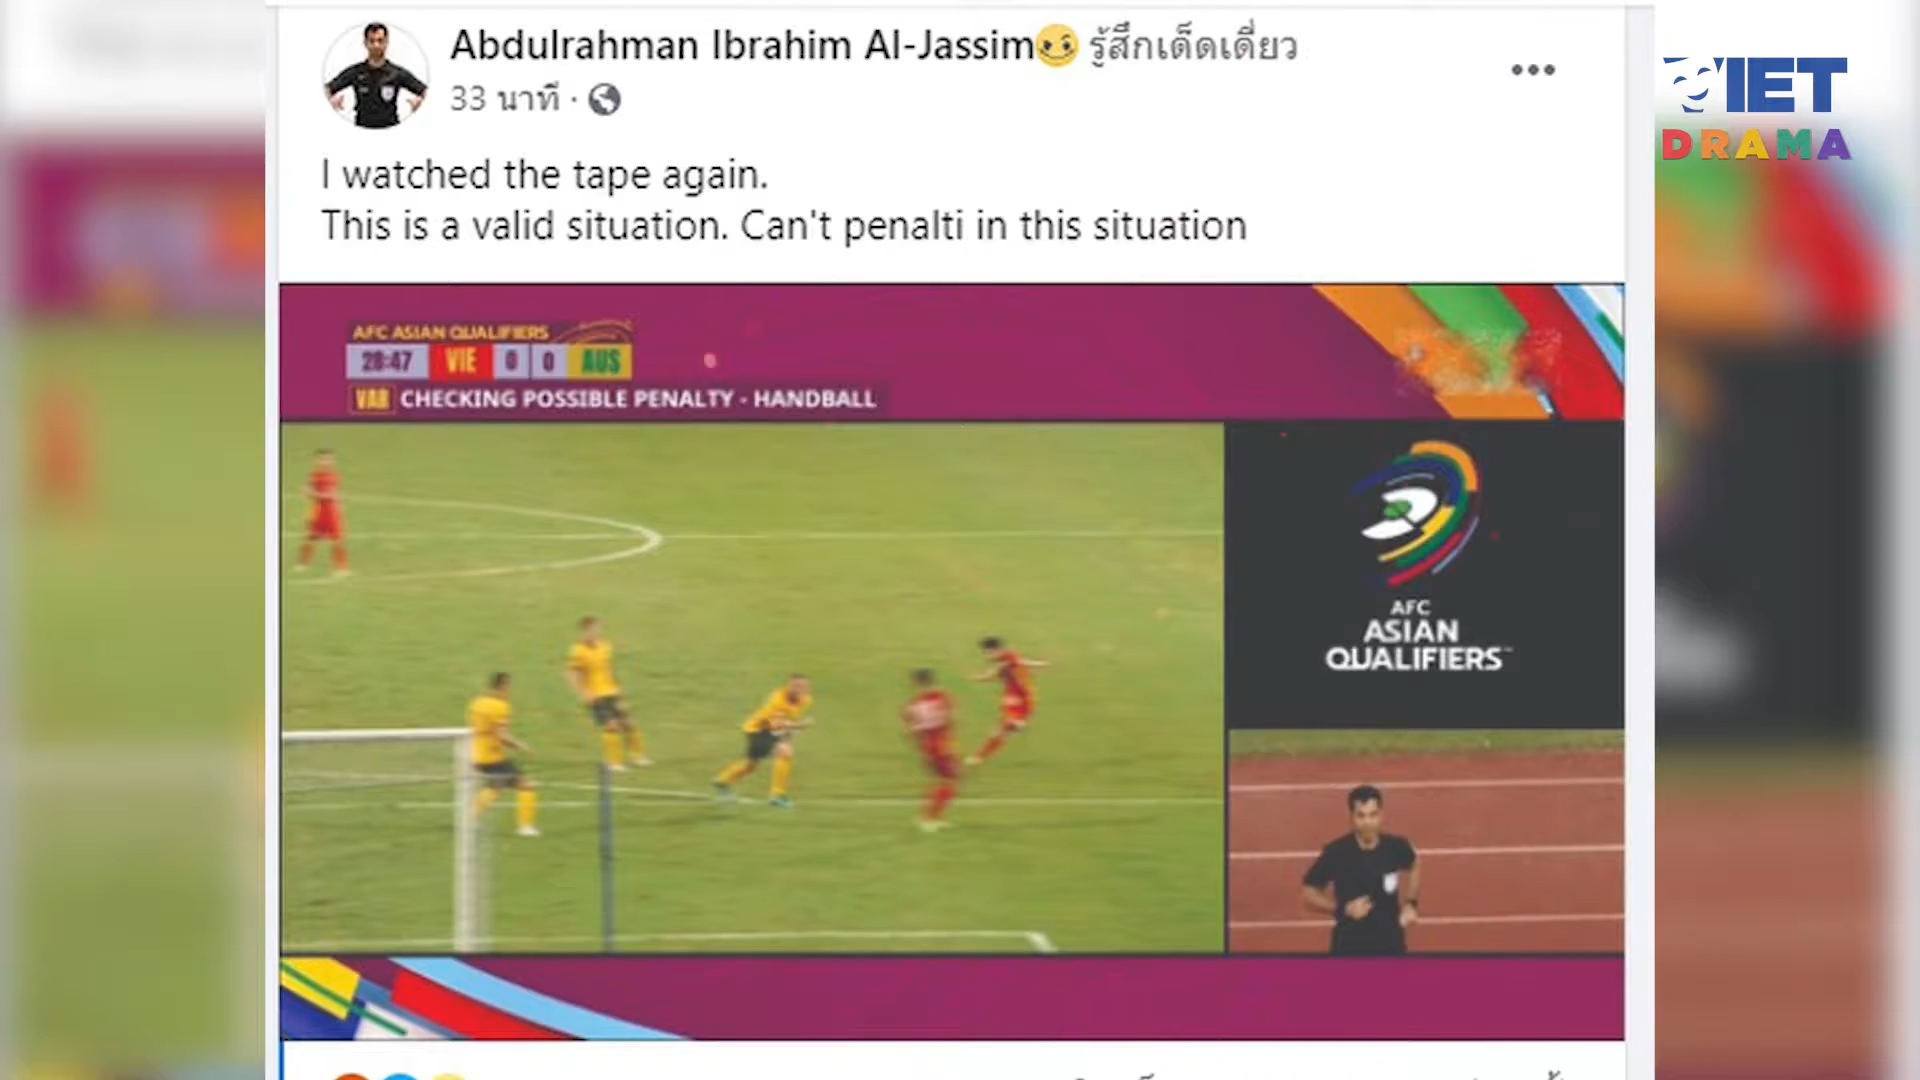 Abdulrahman Ibrahim Al-Jassim รู้สึกเด็ดเดี่ยว
33 นาที ·
VIET
DRAMA
I watched the tape again.
This is a valid situation. Can't penalti in this situation
AFC ASIAN QUALIFIERS
28:47 VIE 0 0 AUS
VAR CHECKING POSSIBLE PENALTY - HANDBALL
AFC
ASIAN
QUALIFIERS